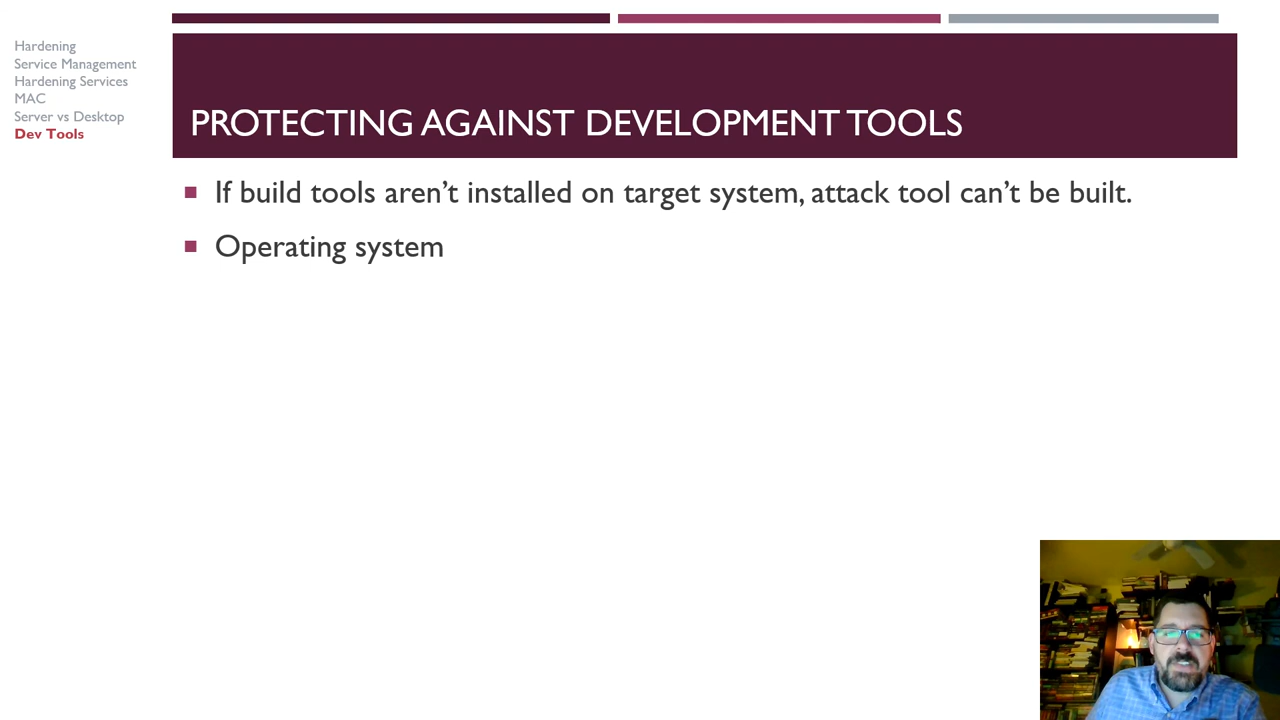 Hardening
Service Management
Hardening Services
MAC
Server vs Desktop
Dev Tools
PROTECTING AGAINST DEVELOPMENT TOOLS
If build tools aren’t installed on target system, attack tool can’t be built.
Operating system